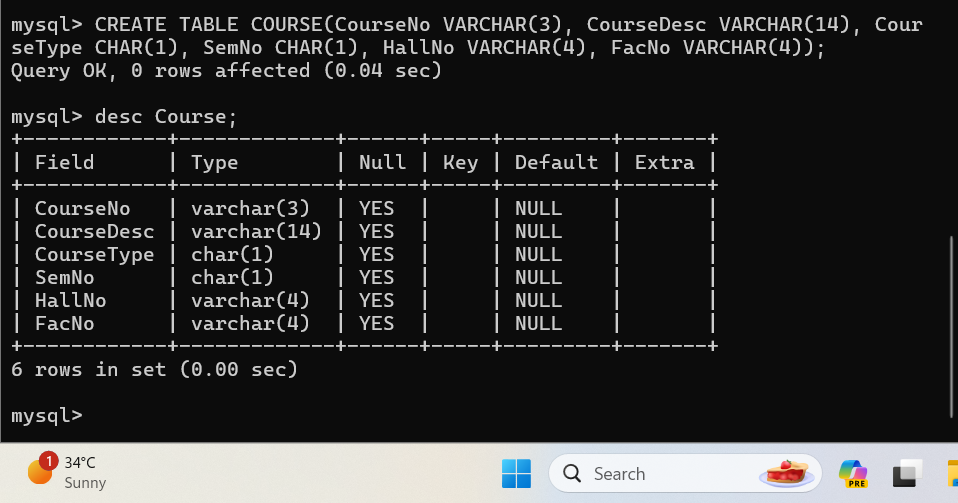 mysql> CREATE TABLE COURSE(CourseNo VARCHAR(3), CourseDesc VARCHAR(14), Cour
seType CHAR(1), SemNo CHAR(1), HallNo VARCHAR(4), FacNo VARCHAR(4));
Query OK, 0 rows affected (0.04 sec)

mysql> desc Course;
+------------+-------------+------+-----+---------+-------+
| Field      | Type        | Null | Key | Default | Extra |
+------------+-------------+------+-----+---------+-------+
| CourseNo   | varchar(3)  | YES  |     | NULL    |       |
| CourseDesc | varchar(14) | YES  |     | NULL    |       |
| CourseType | char(1)     | YES  |     | NULL    |       |
| SemNo      | char(1)     | YES  |     | NULL    |       |
| HallNo     | varchar(4)  | YES  |     | NULL    |       |
| FacNo      | varchar(4)  | YES  |     | NULL    |       |
+------------+-------------+------+-----+---------+-------+
6 rows in set (0.00 sec)

mysql>
1
34°C
Sunny
Search
PRE